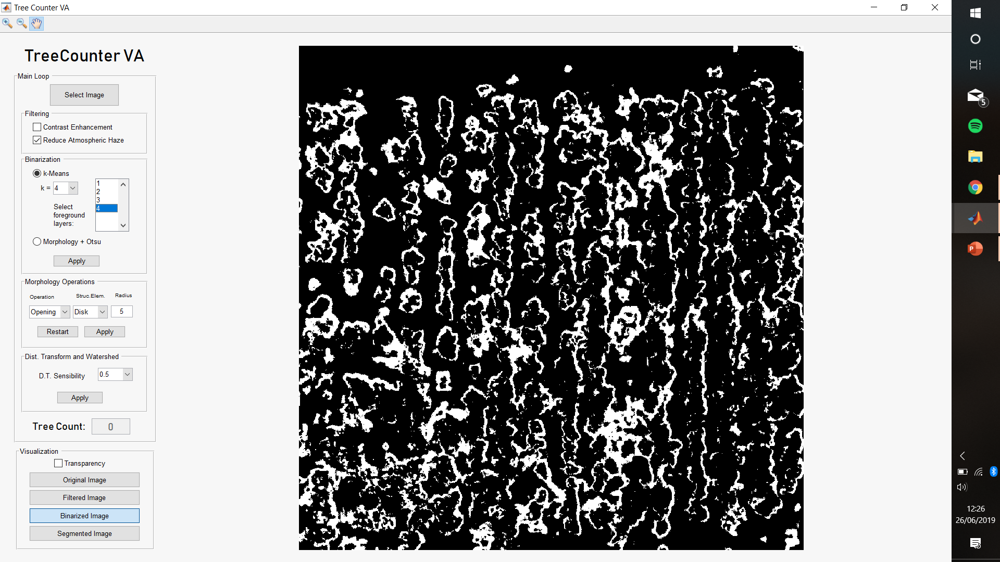 Tree Counter VA
TreeCounter VA
Main Loop
Select Image
Filtering
Contrast Enhancement
Reduce Atmospheric Haze
Binarization
k-Means
k = 4
1
2
3
4
Select
foreground
layers:
Morphology + Otsu
Apply
Morphology Operations
Operation Struc.Elem. Radius
Opening Disk 5
Restart Apply
Dist. Transform and Watershed
D.T. Sensibility 0.5
Apply
Tree Count: 0
Visualization
Transparency
Original Image
Filtered Image
Binarized Image
Segmented Image
5
P
12:26
26/06/2019